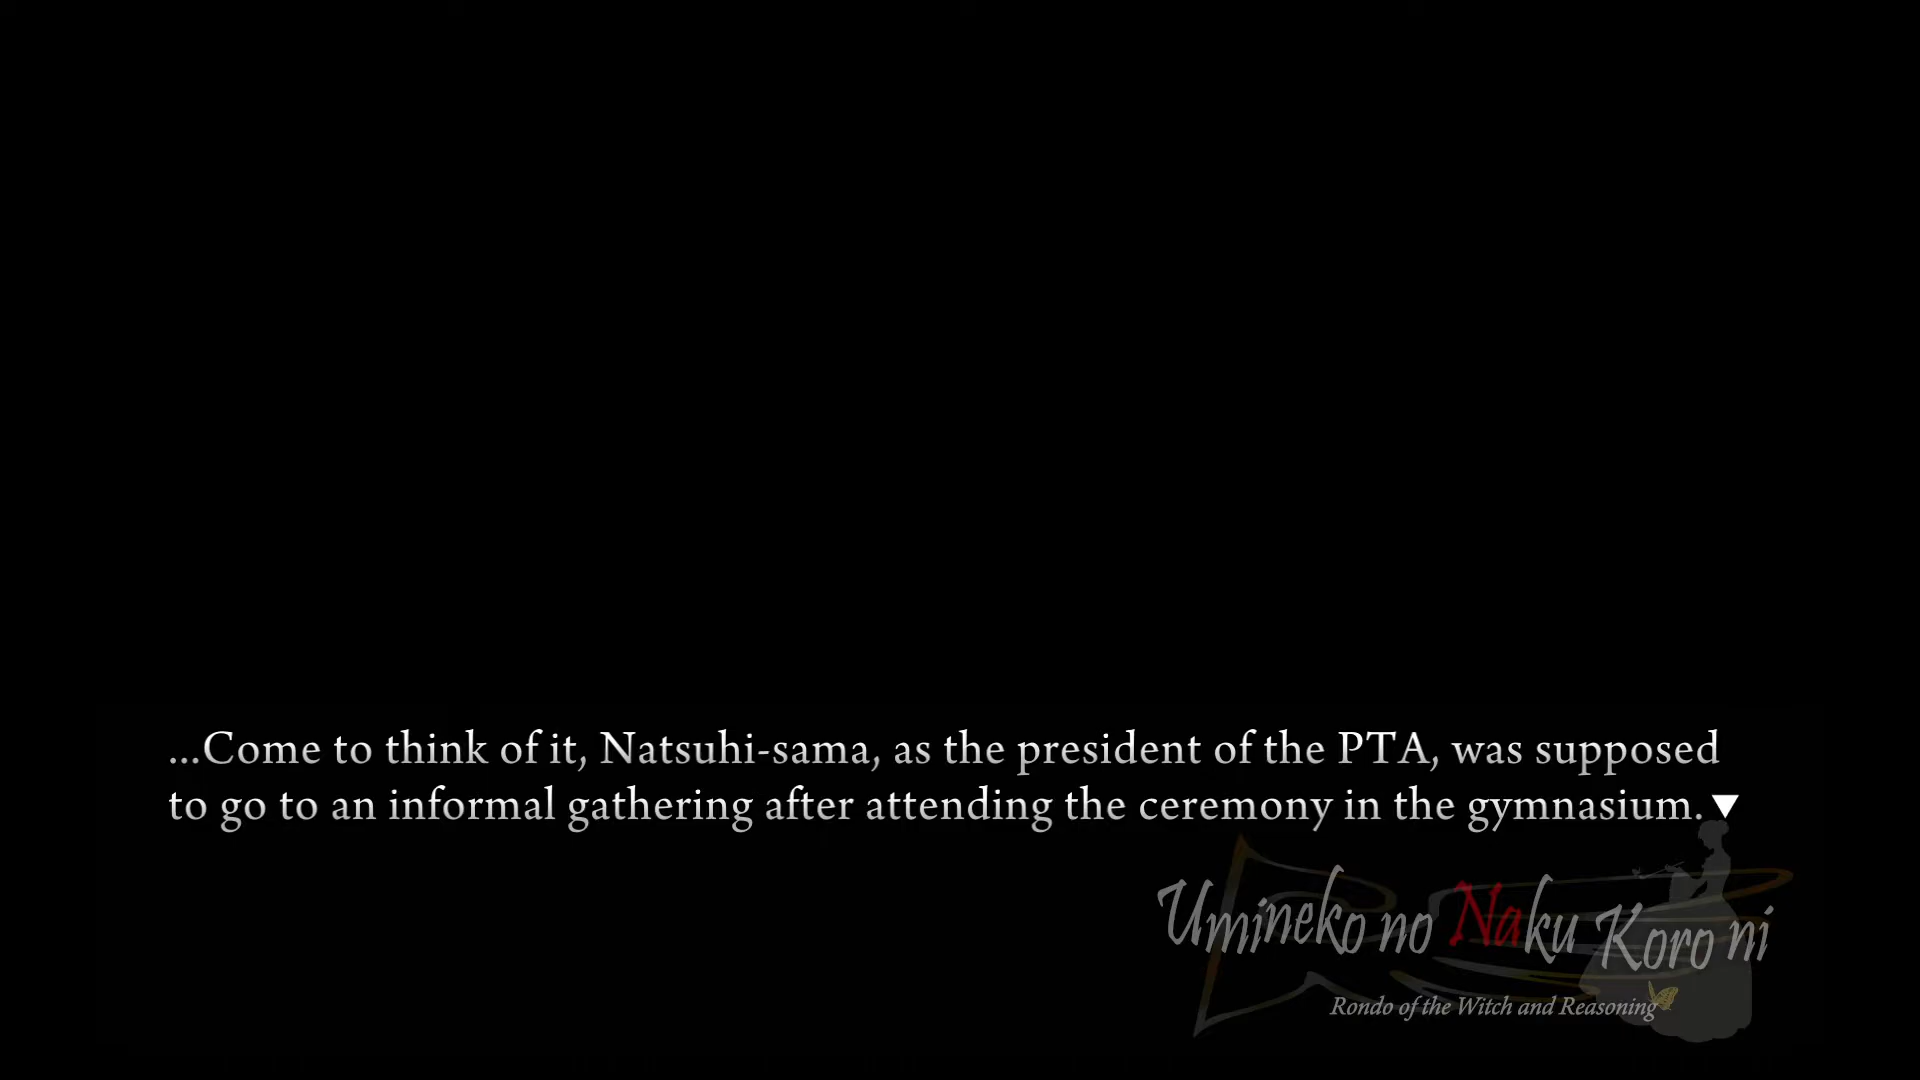 ...Come to think of it, Natsuhi-sama, as the president of the PTA, was supposed
to go to an informal gathering after attending the ceremony in the gymnasium.
Umineko no Naku Koro ni
Rondo of the Witch and Reasoning